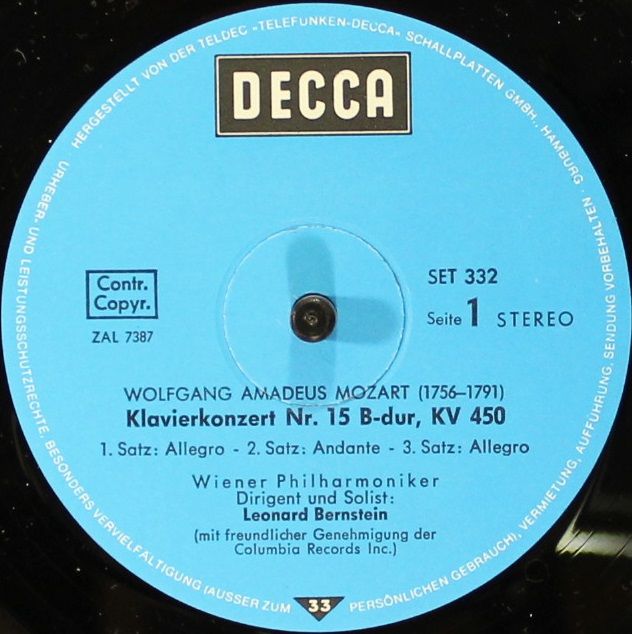 HERGESTELLT VON DER TELDEC »TELEFUNKEN-DECCA« SCHALLPLATTEN GMBH., HAMBURG · URHEBER- UND LEISTUNGSSCHUTZRECHTE, BESONDERS VERVIELFÄLTIGUNG (AUSSER ZUM PERSÖNLICHEN GEBRAUCH), VERMIETUNG, AUFFÜHRUNG, SENDUNG VORBEHALTEN ·
DECCA
Contr.
Copyr.
ZAL 7387
SET 332
Seite 1 STEREO
WOLFGANG AMADEUS MOZART (1756–1791)
Klavierkonzert Nr. 15 B-dur, KV 450
1. Satz: Allegro - 2. Satz: Andante - 3. Satz: Allegro
Wiener Philharmoniker
Dirigent und Solist:
Leonard Bernstein
(mit freundlicher Genehmigung der
Columbia Records Inc.)
33